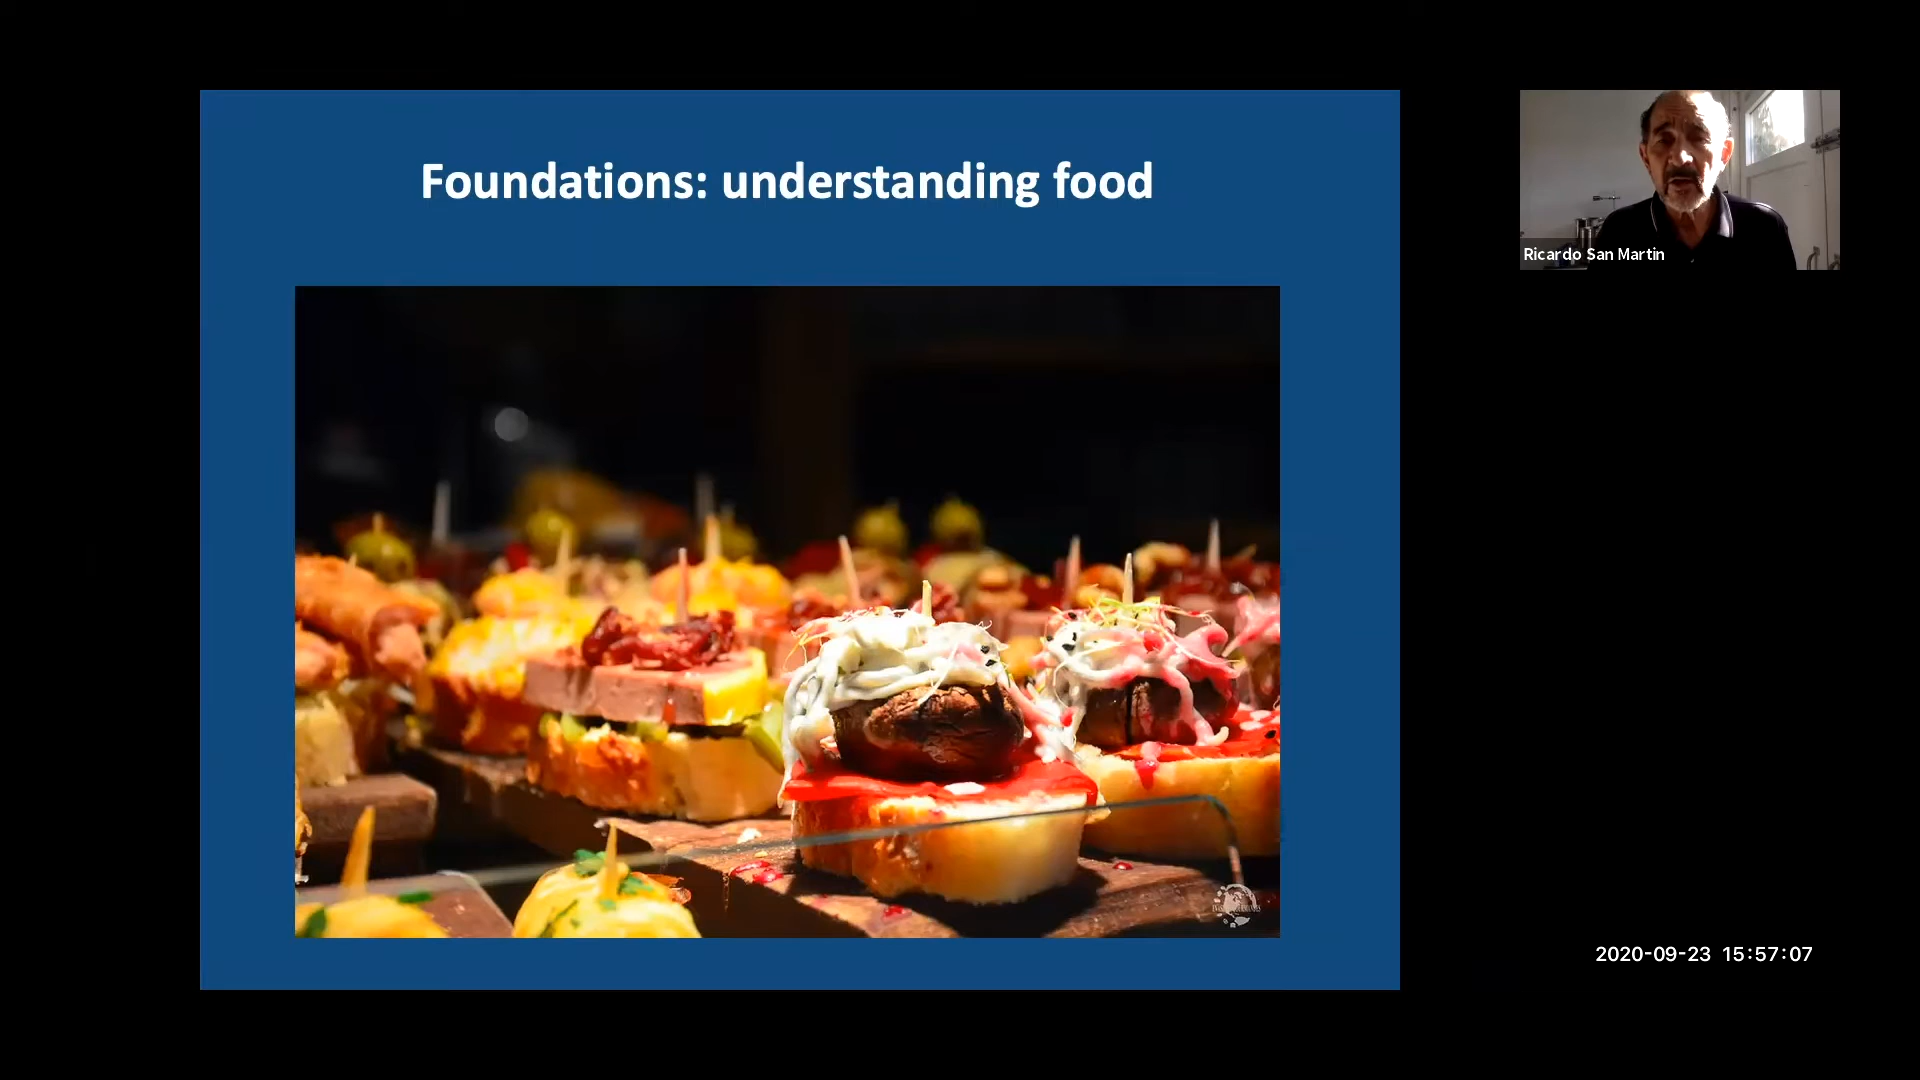 Foundations: understanding food
Ricardo San Martin
2020-09-23 15:57:07